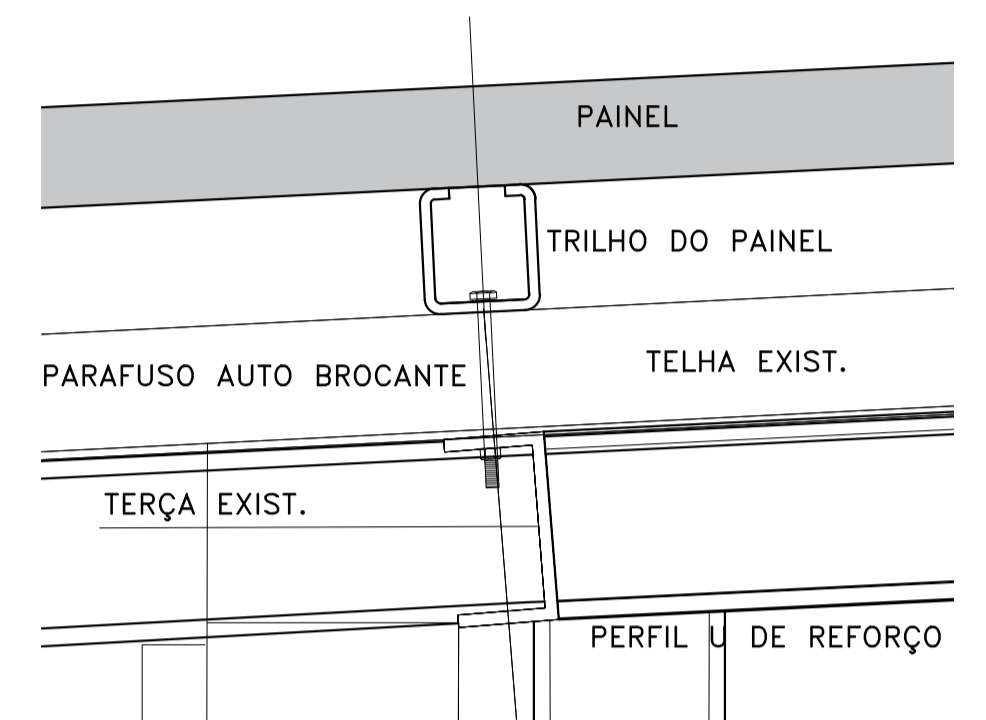 PAINEL
TRILHO DO PAINEL
TELHA EXIST.
PARAFUSO AUTO BROCANTE
TERÇA EXIST.
PERFIL U DE REFORÇO